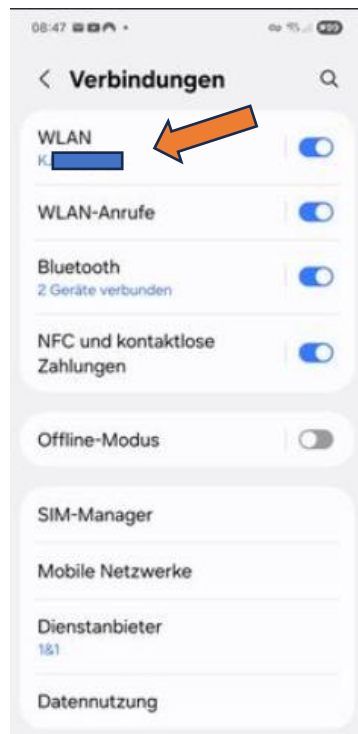 08:47
Verbindungen
WLAN
WLAN-Anrufe
Bluetooth
2 Geräte verbunden
NFC und kontaktlose
Zahlungen
Offline-Modus
SIM-Manager
Mobile Netzwerke
Dienstanbieter
1&1
Datennutzung